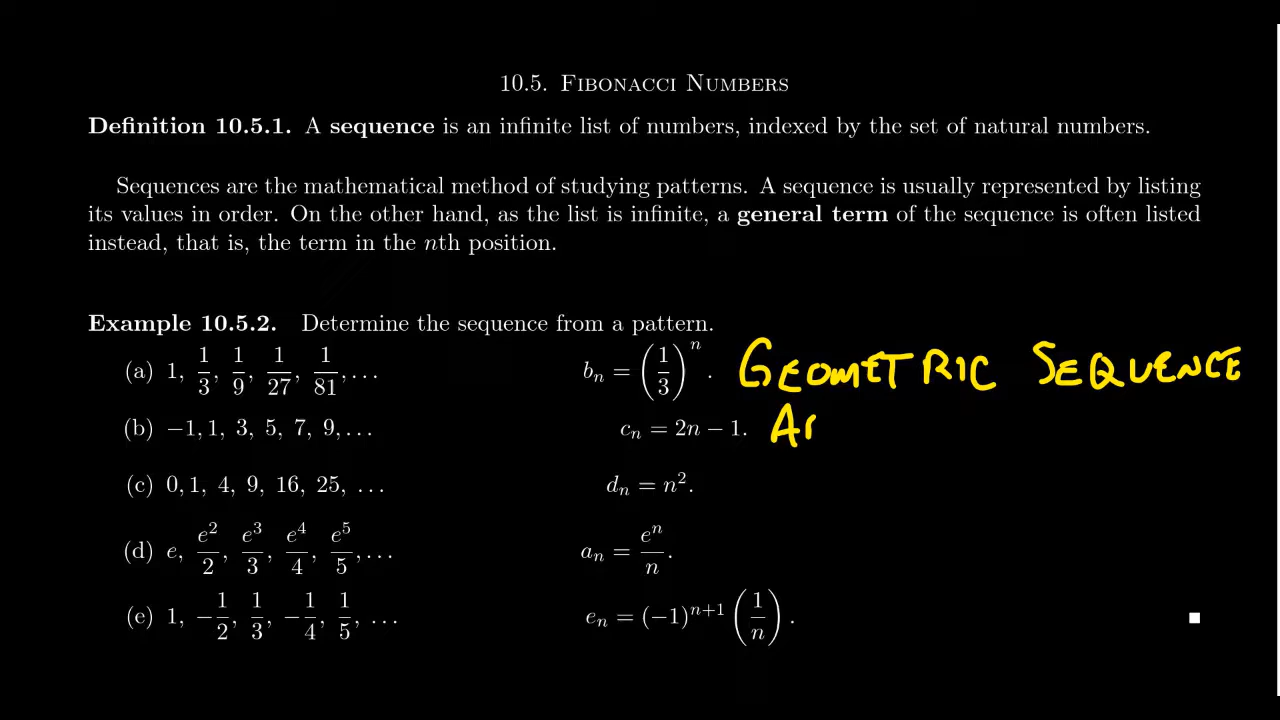 10.5. Fibonacci Numbers
Definition 10.5.1. A sequence is an infinite list of numbers, indexed by the set of natural numbers.
Sequences are the mathematical method of studying patterns. A sequence is usually represented by listing
its values in order. On the other hand, as the list is infinite, a general term of the sequence is often listed
instead, that is, the term in the nth position.
Example 10.5.2. Determine the sequence from a pattern.
(a) 1, 1/3, 1/9, 1/27, 1/81, ... b_n = (1/3)^n. GEOMETRIC SEQUENCE
(b) −1, 1, 3, 5, 7, 9, ... c_n = 2n − 1. Ar
(c) 0, 1, 4, 9, 16, 25, ... d_n = n^2.
(d) e, e^2/2, e^3/3, e^4/4, e^5/5, ... a_n = e^n/n.
(e) 1, −1/2, 1/3, −1/4, 1/5, ... e_n = (−1)^{n+1} (1/n).